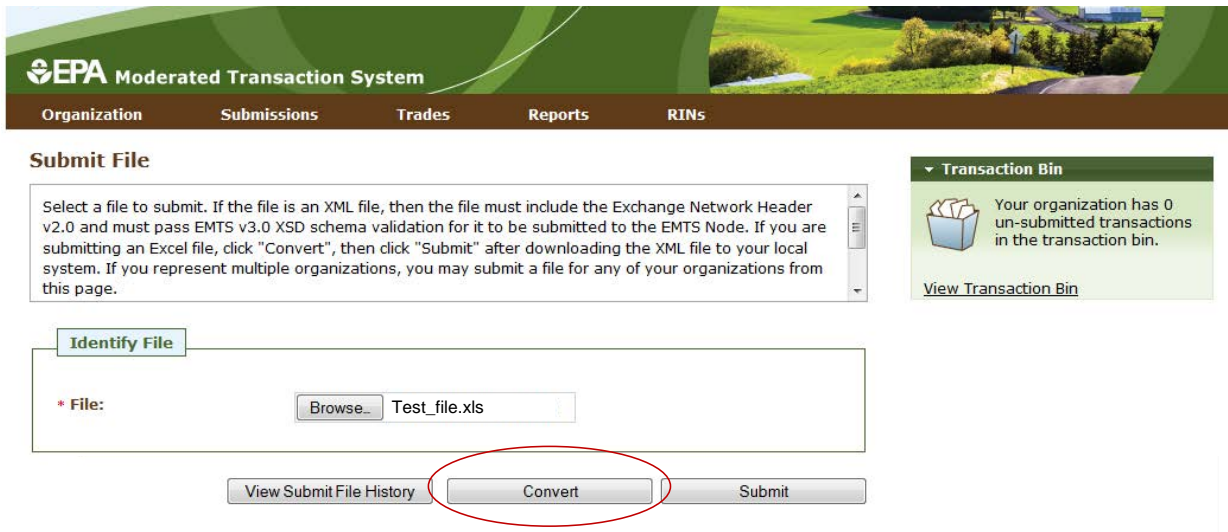 EPA Moderated Transaction System
Organization Submissions Trades Reports RINs
Submit File
Select a file to submit. If the file is an XML file, then the file must include the Exchange Network Header
v2.0 and must pass EMTS v3.0 XSD schema validation for it to be submitted to the EMTS Node. If you are
submitting an Excel file, click "Convert", then click "Submit" after downloading the XML file to your local
system. If you represent multiple organizations, you may submit a file for any of your organizations from
this page.
Transaction Bin
Your organization has 0
un-submitted transactions
in the transaction bin.
View Transaction Bin
Identify File
* File: Browse... Test_file.xls
View Submit File History Convert Submit